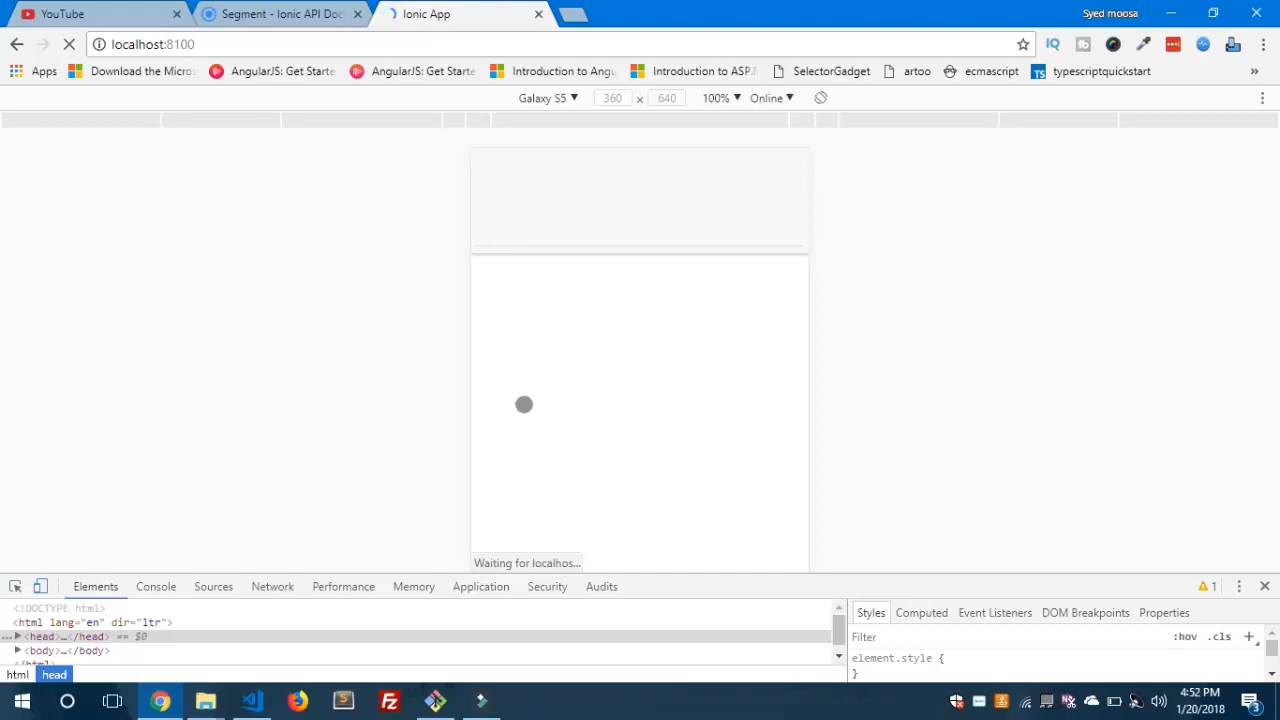 YouTube
Segment - Ionic API Doc
Ionic App
Syed moosa
localhost:8100
Apps
Download the Micro
AngularJS: Get Starte
AngularJS: Get Starte
Introduction to Angu
Introduction to ASP.
SelectorGadget
artoo
ecmascript
TS typescriptquickstart
»
Galaxy S5 ▼ 360 x 640 100% ▼ Online ▼
Waiting for localhos...
Elements Console Sources Network Performance Memory Application Security Audits
1
<!DOCTYPE html>
<html lang="en" dir="ltr">
... <head>…</head> == $0
<body>…</body>
</html>
html head
Styles Computed Event Listeners DOM Breakpoints Properties
Filter :hov .cls +
element.style {
}
4:52 PM
1/20/2018
3